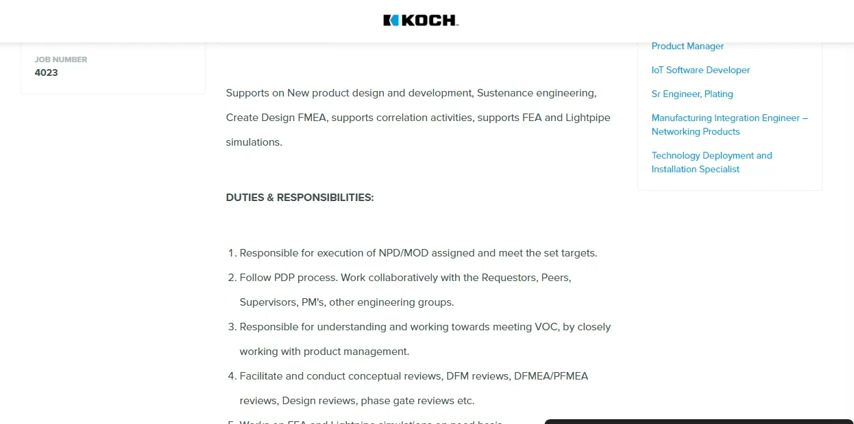 KOCH
JOB NUMBER
4023
Supports on New product design and development, Sustenance engineering,
Create Design FMEA, supports correlation activities, supports FEA and Lightpipe
simulations.
DUTIES & RESPONSIBILITIES:
1. Responsible for execution of NPD/MOD assigned and meet the set targets.
2. Follow PDP process. Work collaboratively with the Requestors, Peers,
Supervisors, PM's, other engineering groups.
3. Responsible for understanding and working towards meeting VOC, by closely
working with product management.
4. Facilitate and conduct conceptual reviews, DFM reviews, DFMEA/PFMEA
reviews, Design reviews, phase gate reviews etc.
5. Works on FEA and Lightpipe simulations on need basis
Product Manager
IoT Software Developer
Sr Engineer, Plating
Manufacturing Integration Engineer –
Networking Products
Technology Deployment and
Installation Specialist